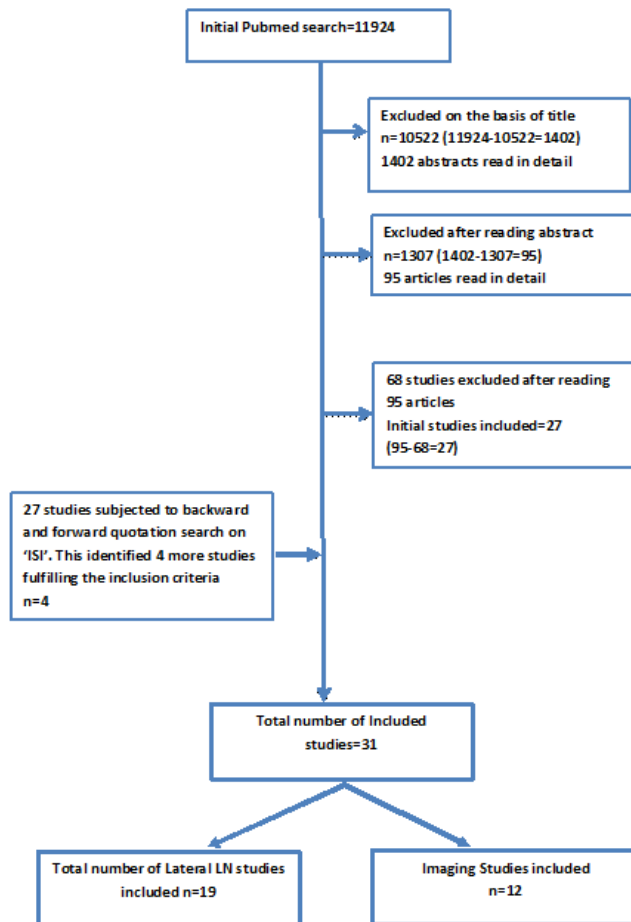 Initial Pubmed search=11924
Excluded on the basis of title
n=10522 (11924-10522=1402)
1402 abstracts read in detail
Excluded after reading abstract
n=1307 (1402-1307=95)
95 articles read in detail
68 studies excluded after reading
95 articles
Initial studies included=27
(95-68=27)
27 studies subjected to backward
and forward quotation search on
‘ISI’. This identified 4 more studies
fulfilling the inclusion criteria
n=4
Total number of Included
studies=31
Total number of Lateral LN studies
included n=19
Imaging Studies included
n=12